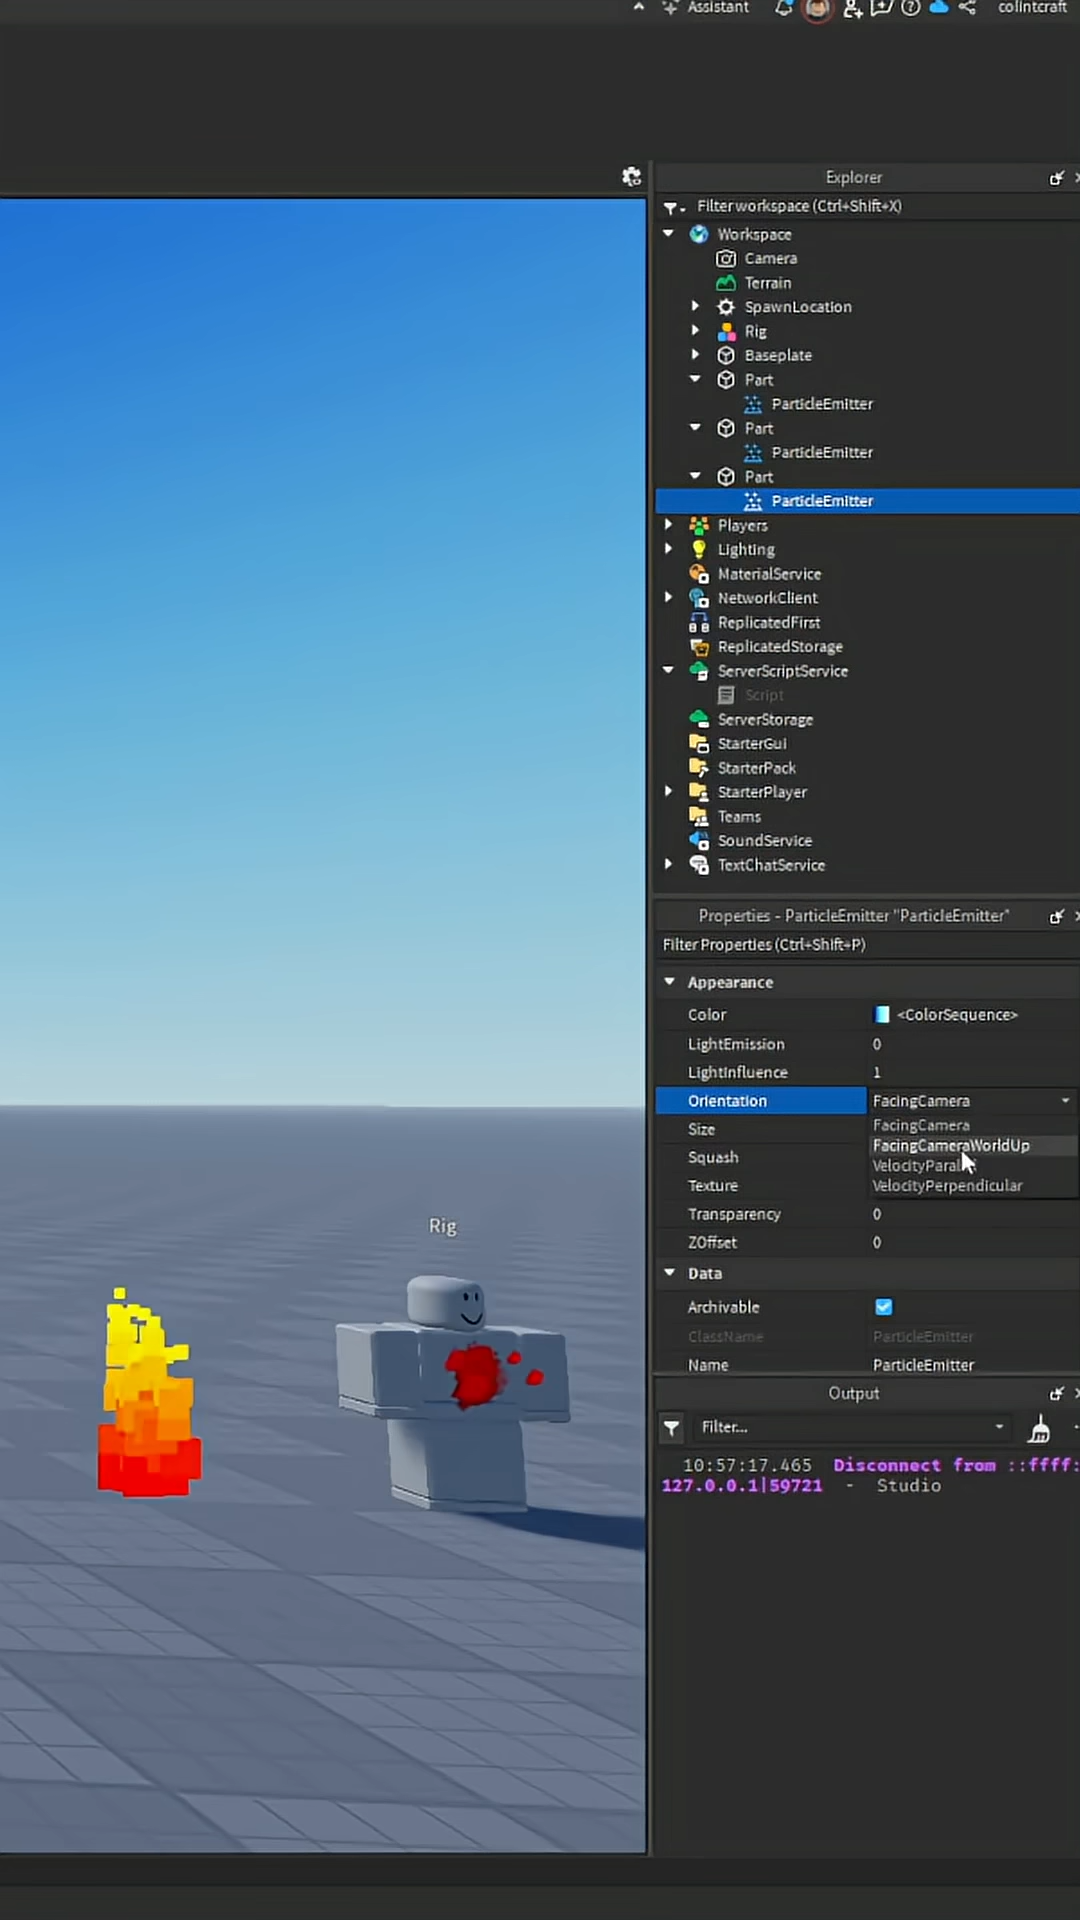 Assistant
colintcraft
Explorer
Filter workspace (Ctrl+Shift+X)
Workspace
Camera
Terrain
SpawnLocation
Rig
Baseplate
Part
ParticleEmitter
Part
ParticleEmitter
Part
ParticleEmitter
Players
Lighting
MaterialService
NetworkClient
ReplicatedFirst
ReplicatedStorage
ServerScriptService
Script
ServerStorage
StarterGui
StarterPack
StarterPlayer
Teams
SoundService
TextChatService
Properties - ParticleEmitter "ParticleEmitter"
Filter Properties (Ctrl+Shift+P)
Appearance
Color <ColorSequence>
LightEmission 0
LightInfluence 1
Orientation FacingCamera
Size FacingCamera
FacingCameraWorldUp
Squash VelocityParal
Texture VelocityPerpendicular
Transparency 0
ZOffset 0
Data
Archivable
ClassName ParticleEmitter
Name ParticleEmitter
Rig
Output
Filter...
10:57:17.465 Disconnect from ::ffff:
127.0.0.1|59721 - Studio